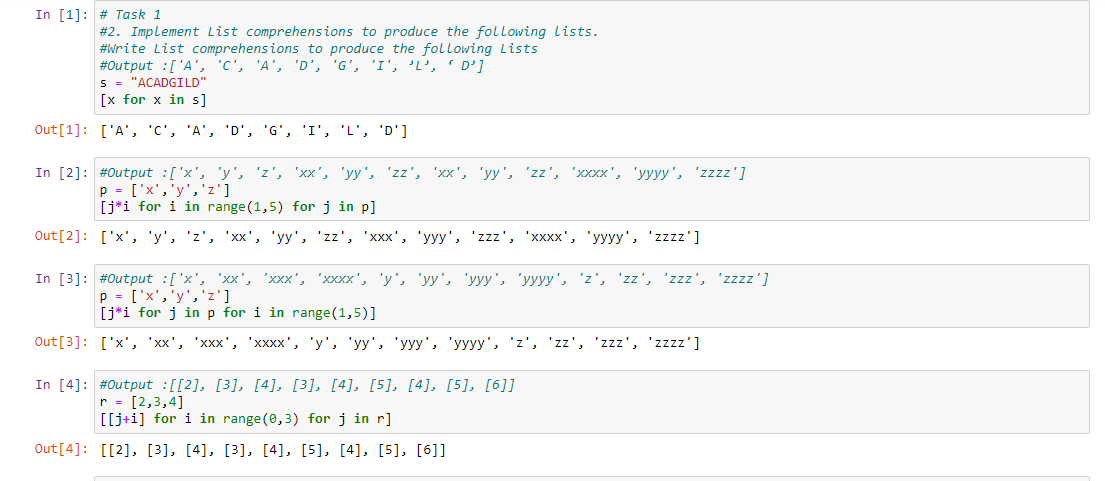 In [1]: # Task 1
#2. Implement List comprehensions to produce the following lists.
#Write List comprehensions to produce the following Lists
#Output :['A', 'C', 'A', 'D', 'G', 'I', ’L’, ‘ D’]
s = "ACADGILD"
[x for x in s]
Out[1]: ['A', 'C', 'A', 'D', 'G', 'I', 'L', 'D']
In [2]: #Output :['x', 'y', 'z', 'xx', 'yy', 'zz', 'xx', 'yy', 'zz', 'xxxx', 'yyyy', 'zzzz']
p = ['x','y','z']
[j*i for i in range(1,5) for j in p]
Out[2]: ['x', 'y', 'z', 'xx', 'yy', 'zz', 'xxx', 'yyy', 'zzz', 'xxxx', 'yyyy', 'zzzz']
In [3]: #Output :['x', 'xx', 'xxx', 'xxxx', 'y', 'yy', 'yyy', 'yyyy', 'z', 'zz', 'zzz', 'zzzz']
p = ['x','y','z']
[j*i for j in p for i in range(1,5)]
Out[3]: ['x', 'xx', 'xxx', 'xxxx', 'y', 'yy', 'yyy', 'yyyy', 'z', 'zz', 'zzz', 'zzzz']
In [4]: #Output :[[2], [3], [4], [3], [4], [5], [4], [5], [6]]
r = [2,3,4]
[[j+i] for i in range(0,3) for j in r]
Out[4]: [[2], [3], [4], [3], [4], [5], [4], [5], [6]]